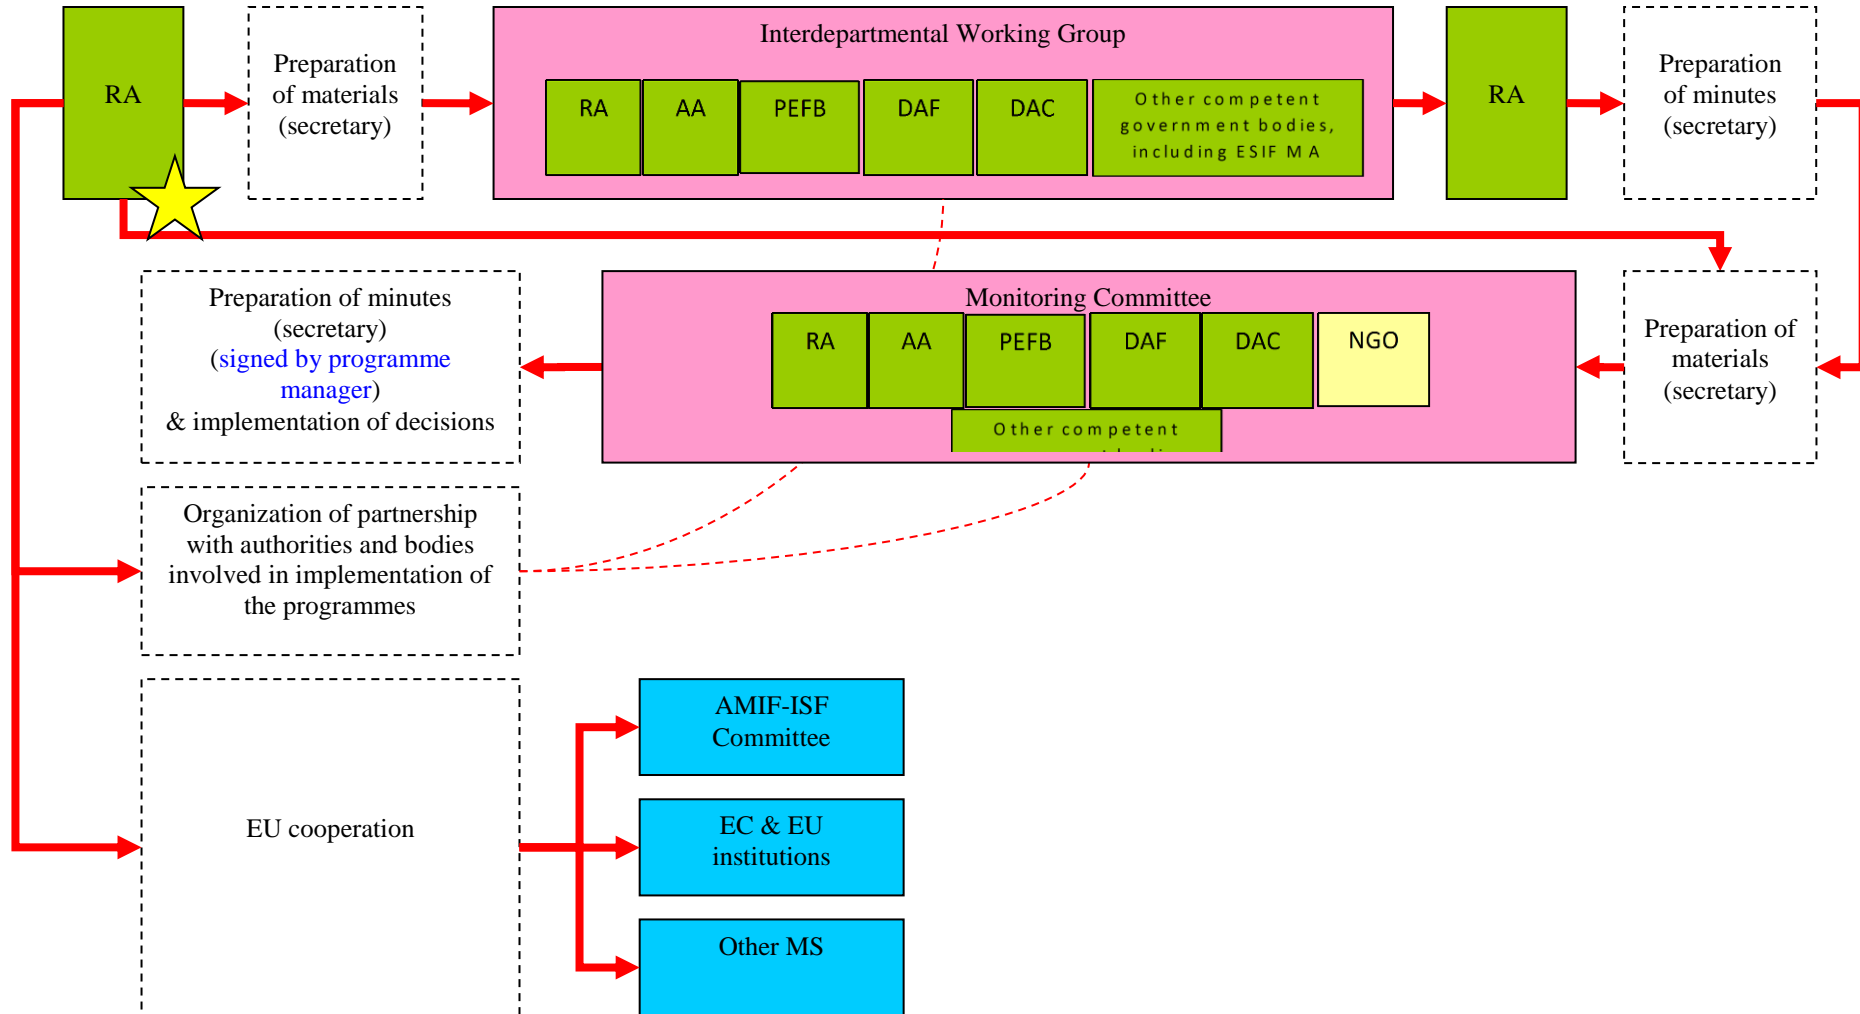 RA
Preparation
of materials
(secretary)
Interdepartmental Working Group
RA
AA
PEFB
DAF
DAC
Other competent
government bodies,
including ESIF MA
RA
Preparation
of minutes
(secretary)
Preparation of minutes
(secretary)
(signed by programme
manager)
& implementation of decisions
Monitoring Committee
RA
AA
PEFB
DAF
DAC
NGO
Other competent
Preparation of
materials
(secretary)
Organization of partnership
with authorities and bodies
involved in implementation of
the programmes
EU cooperation
AMIF-ISF
Committee
EC & EU
institutions
Other MS